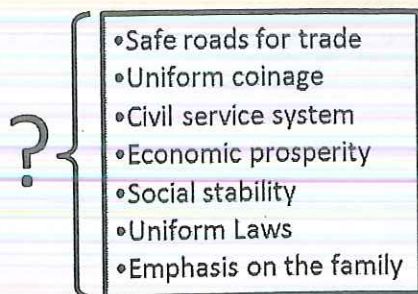 ?
•Safe roads for trade
•Uniform coinage
•Civil service system
•Economic prosperity
•Social stability
•Uniform Laws
•Emphasis on the family